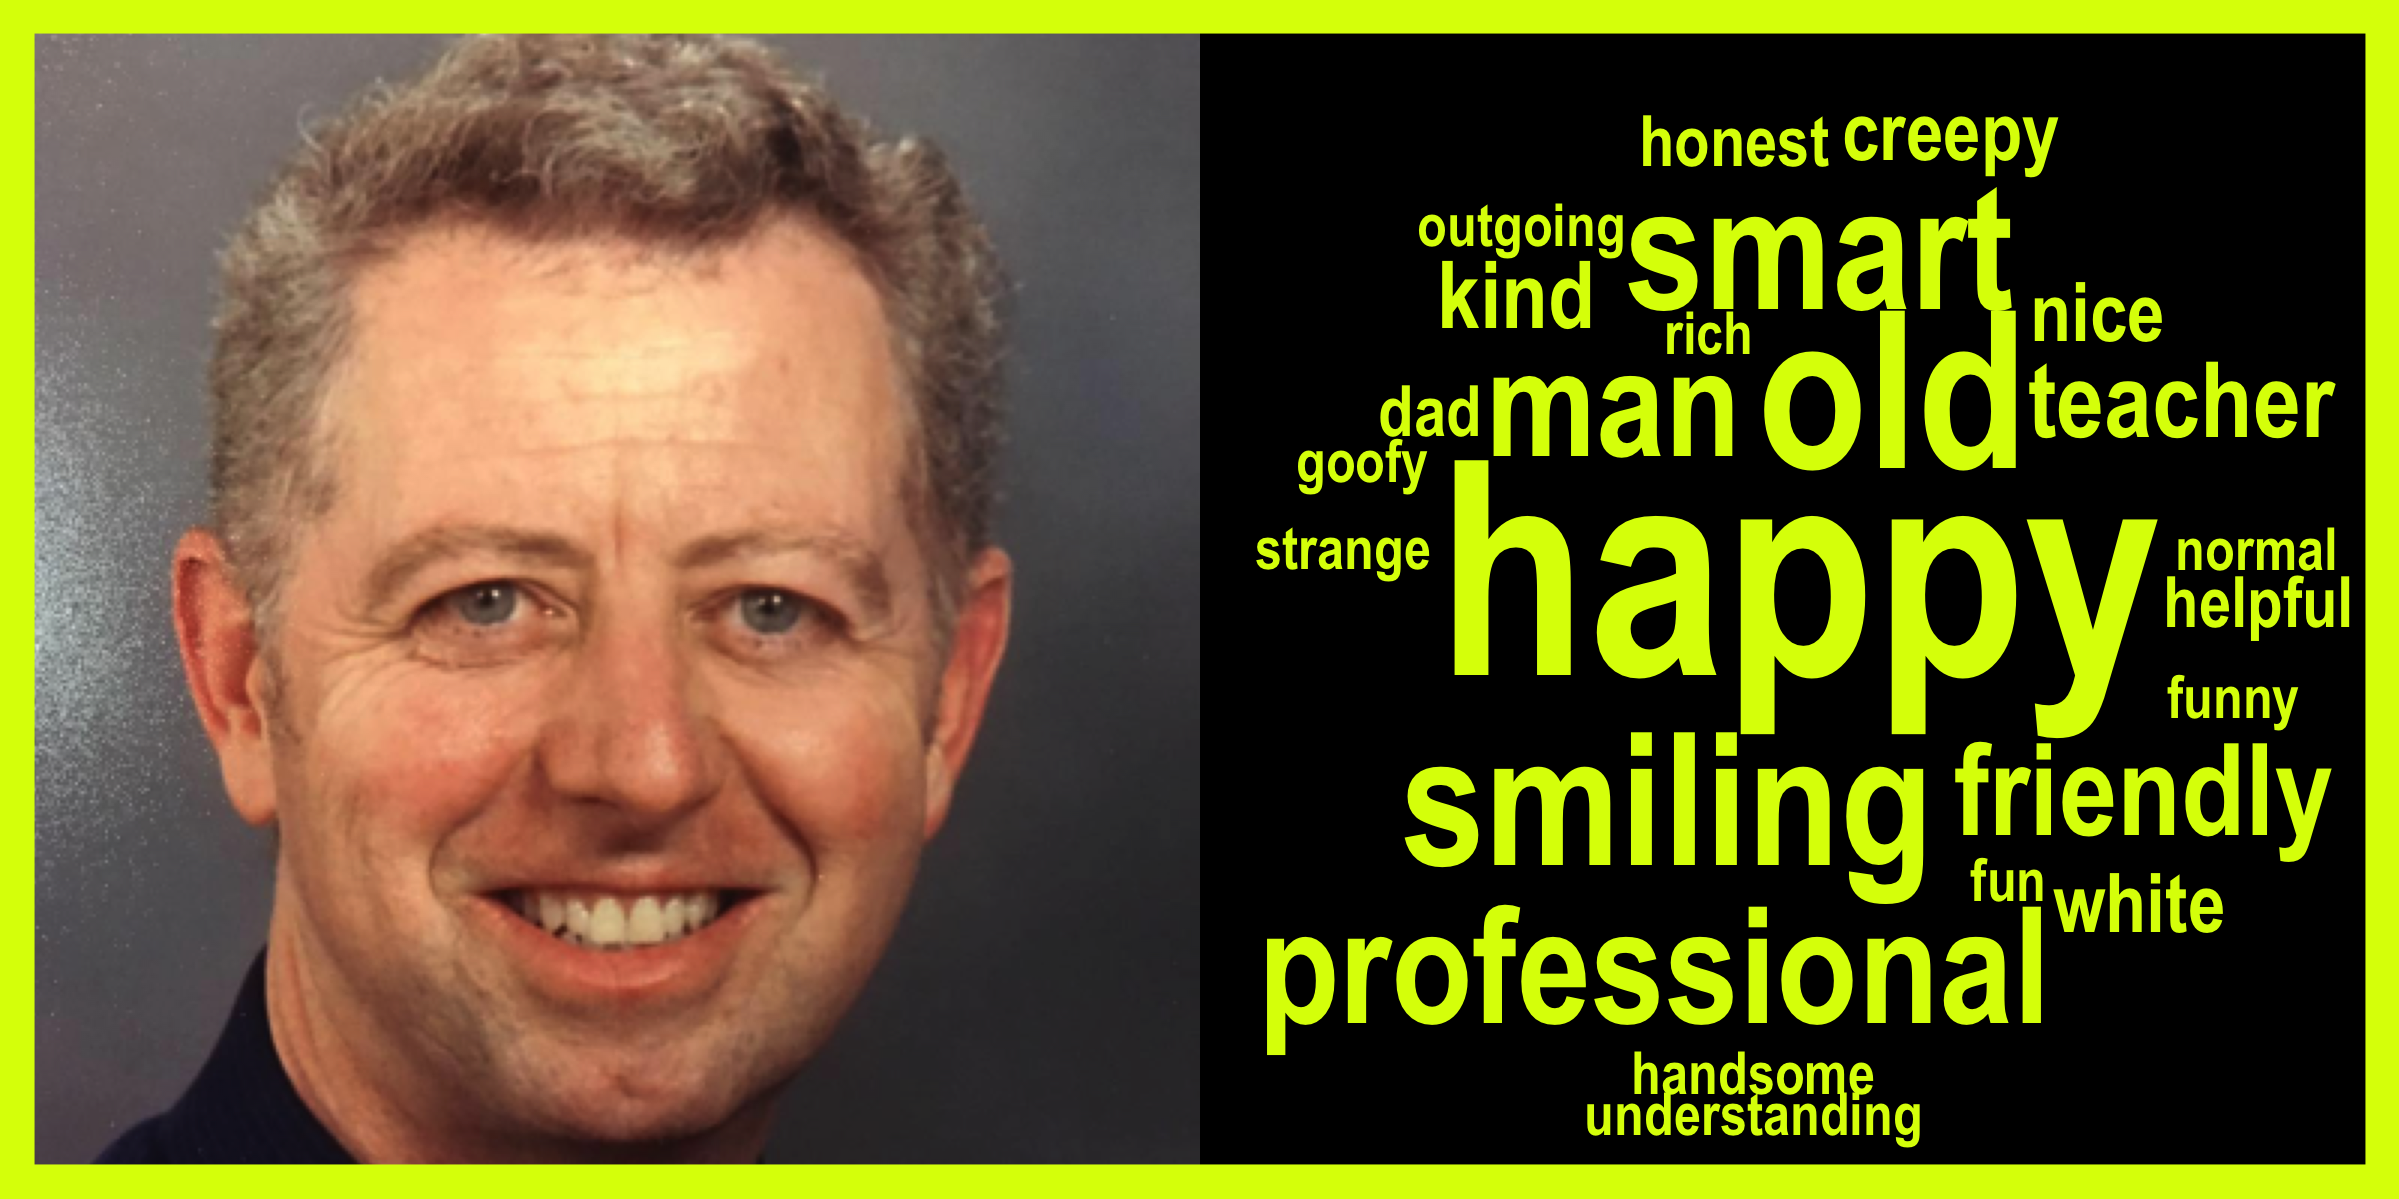 honest creepy
outgoing smart
kind nice
rich
dad man old teacher
goofy
happy
strange normal
helpful
funny
smiling friendly
fun white
professional
handsome
understanding